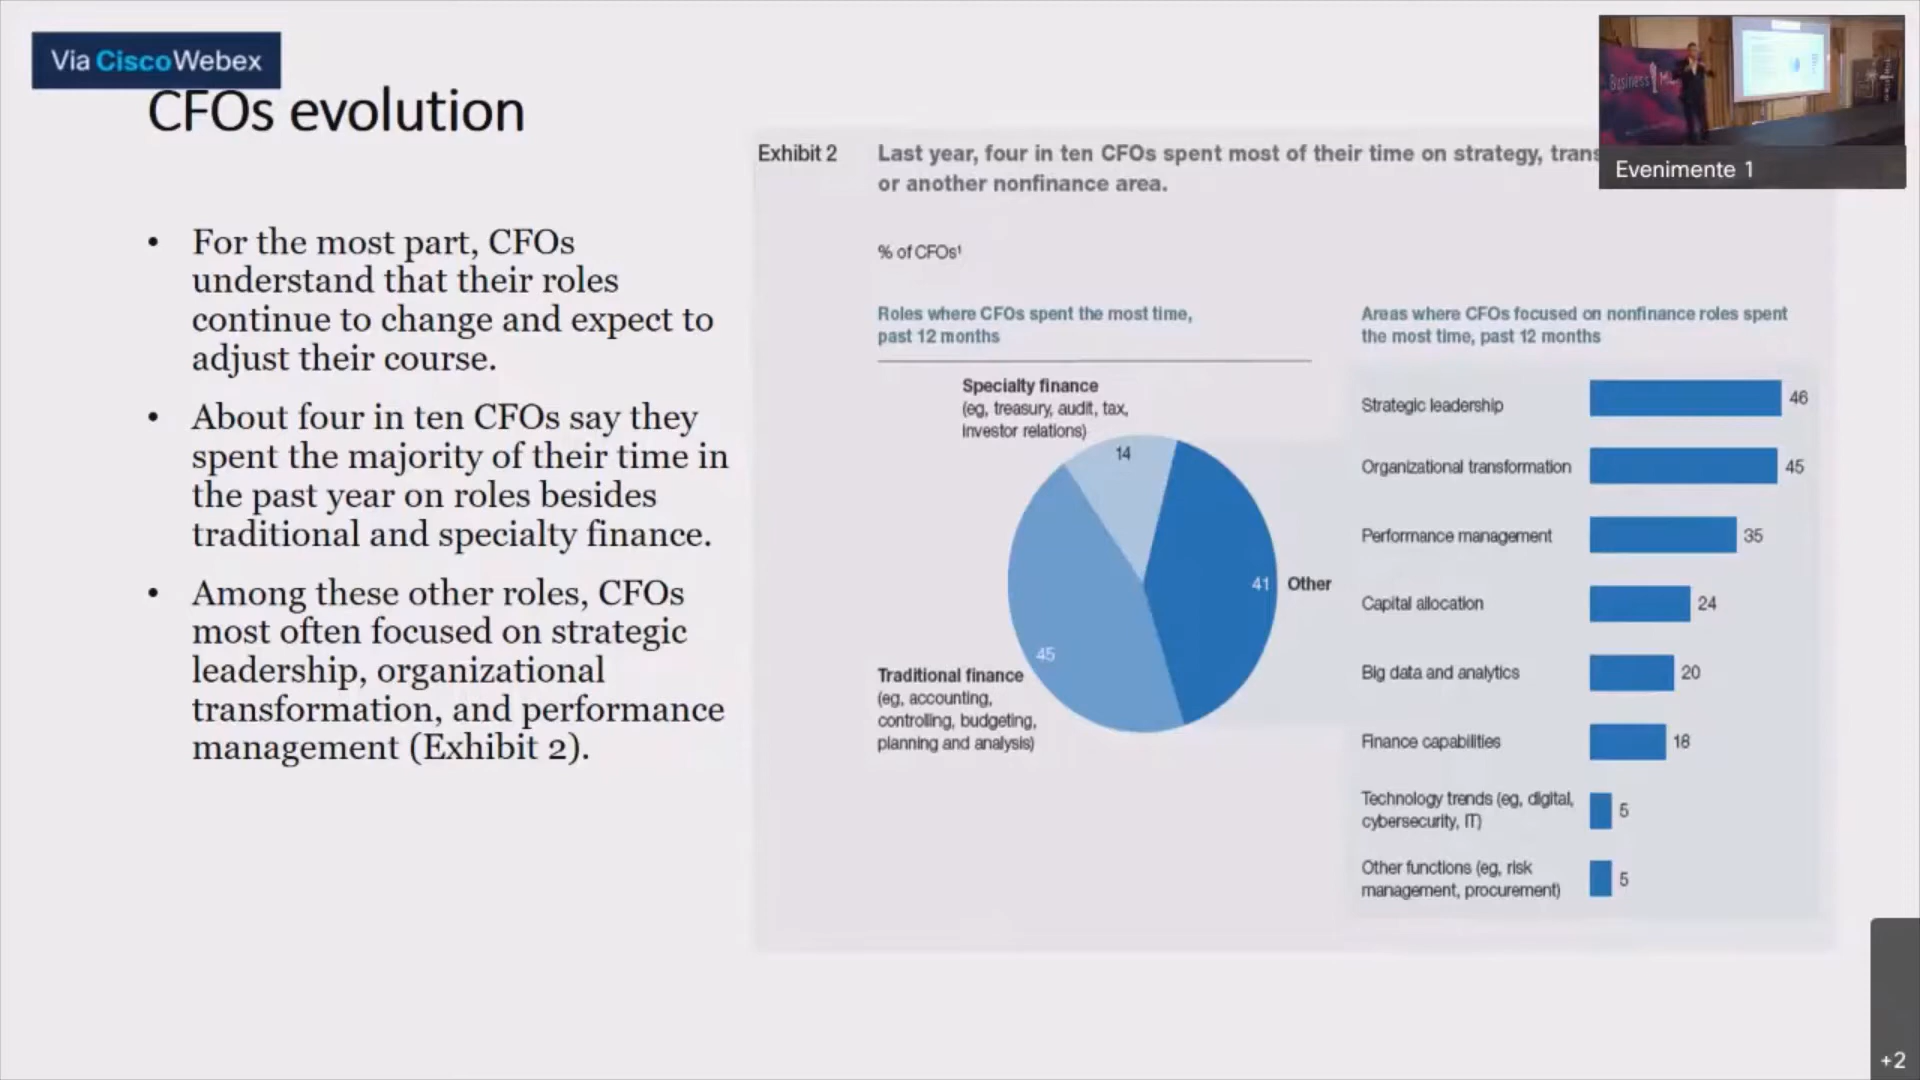 Via CiscoWebex
CFOs evolution
• For the most part, CFOs
understand that their roles
continue to change and expect to
adjust their course.
• About four in ten CFOs say they
spent the majority of their time in
the past year on roles besides
traditional and specialty finance.
• Among these other roles, CFOs
most often focused on strategic
leadership, organizational
transformation, and performance
management (Exhibit 2).
Exhibit 2
Last year, four in ten CFOs spent most of their time on strategy,
or another nonfinance area.
% of CFOs¹
Roles where CFOs spent the most time,
past 12 months
Specialty finance
(eg, treasury, audit, tax,
investor relations)
14
41
Other
45
Traditional finance
(eg, accounting,
controlling, budgeting,
planning and analysis)
Areas where CFOs focused on nonfinance roles spent
the most time, past 12 months
Strategic leadership 46
Organizational transformation 45
Performance management 35
Capital allocation 24
Big data and analytics 20
Finance capabilities 18
Technology trends (eg, digital,
cybersecurity, IT) 5
Other functions (eg, risk
management, procurement) 5
Business
Evenimente 1
+2